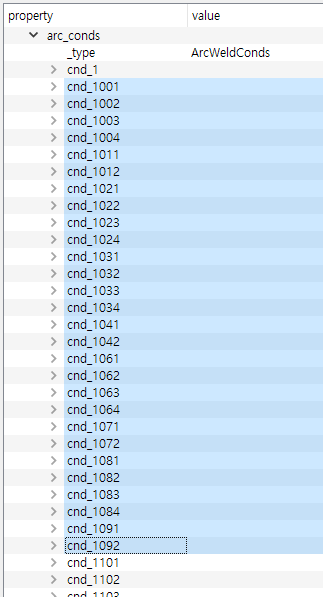 property value
arc_conds
_type ArcWeldConds
cnd_1
cnd_1001
cnd_1002
cnd_1003
cnd_1004
cnd_1011
cnd_1012
cnd_1021
cnd_1022
cnd_1023
cnd_1024
cnd_1031
cnd_1032
cnd_1033
cnd_1034
cnd_1041
cnd_1042
cnd_1061
cnd_1062
cnd_1063
cnd_1064
cnd_1071
cnd_1072
cnd_1081
cnd_1082
cnd_1083
cnd_1084
cnd_1091
cnd_1092
cnd_1101
cnd_1102
cnd_1103